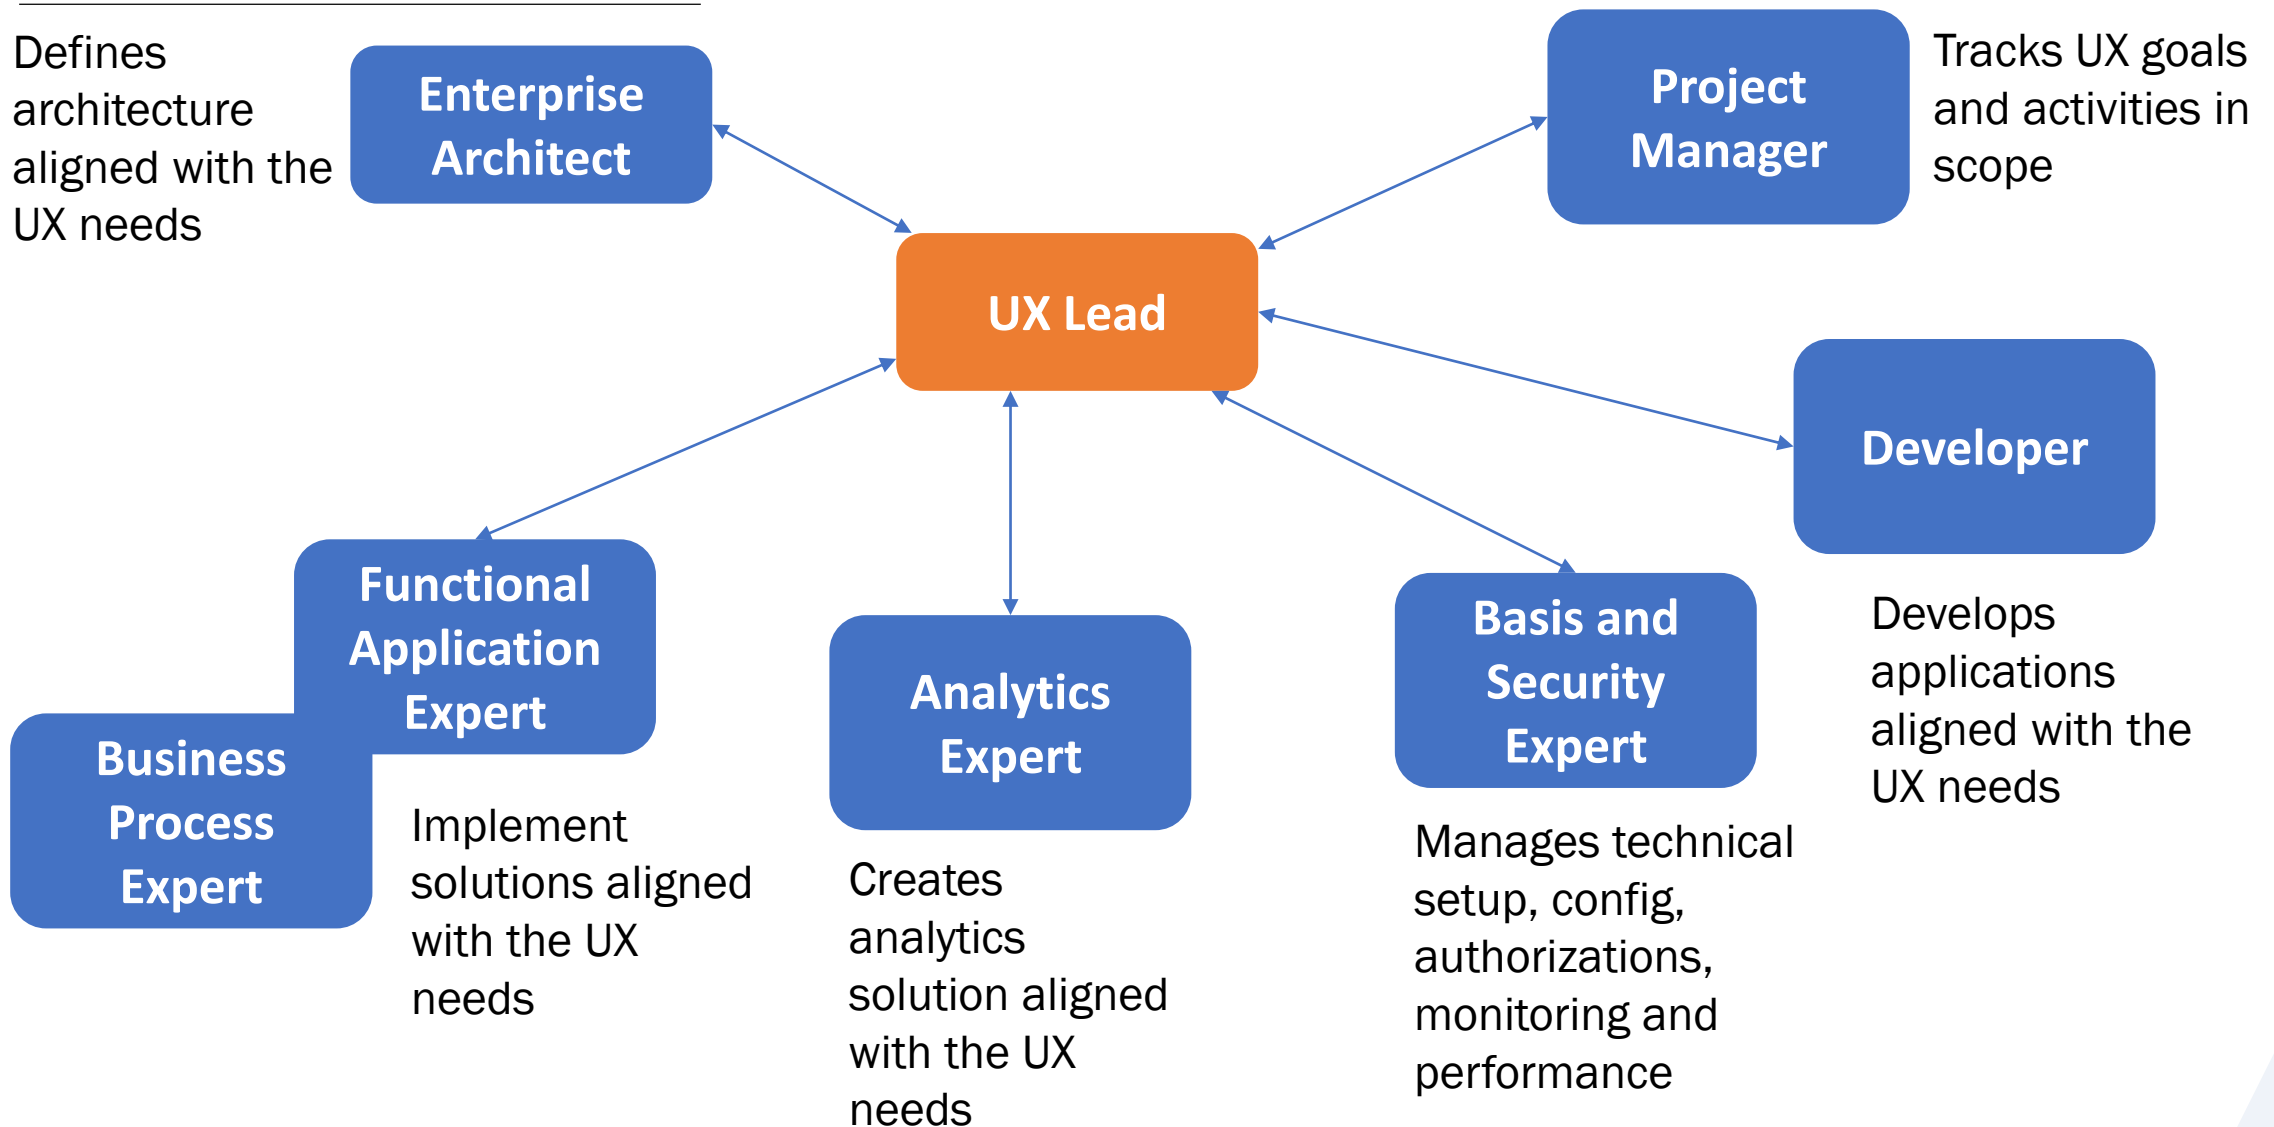 Defines
architecture
aligned with the
UX needs
Enterprise
Architect
Project
Manager
Tracks UX goals
and activities in
scope
UX Lead
Developer
Develops
applications
aligned with the
UX needs
Functional
Application
Expert
Business
Process
Expert
Implement
solutions aligned
with the UX
needs
Analytics
Expert
Creates
analytics
solution aligned
with the UX
needs
Basis and
Security
Expert
Manages technical
setup, config,
authorizations,
monitoring and
performance